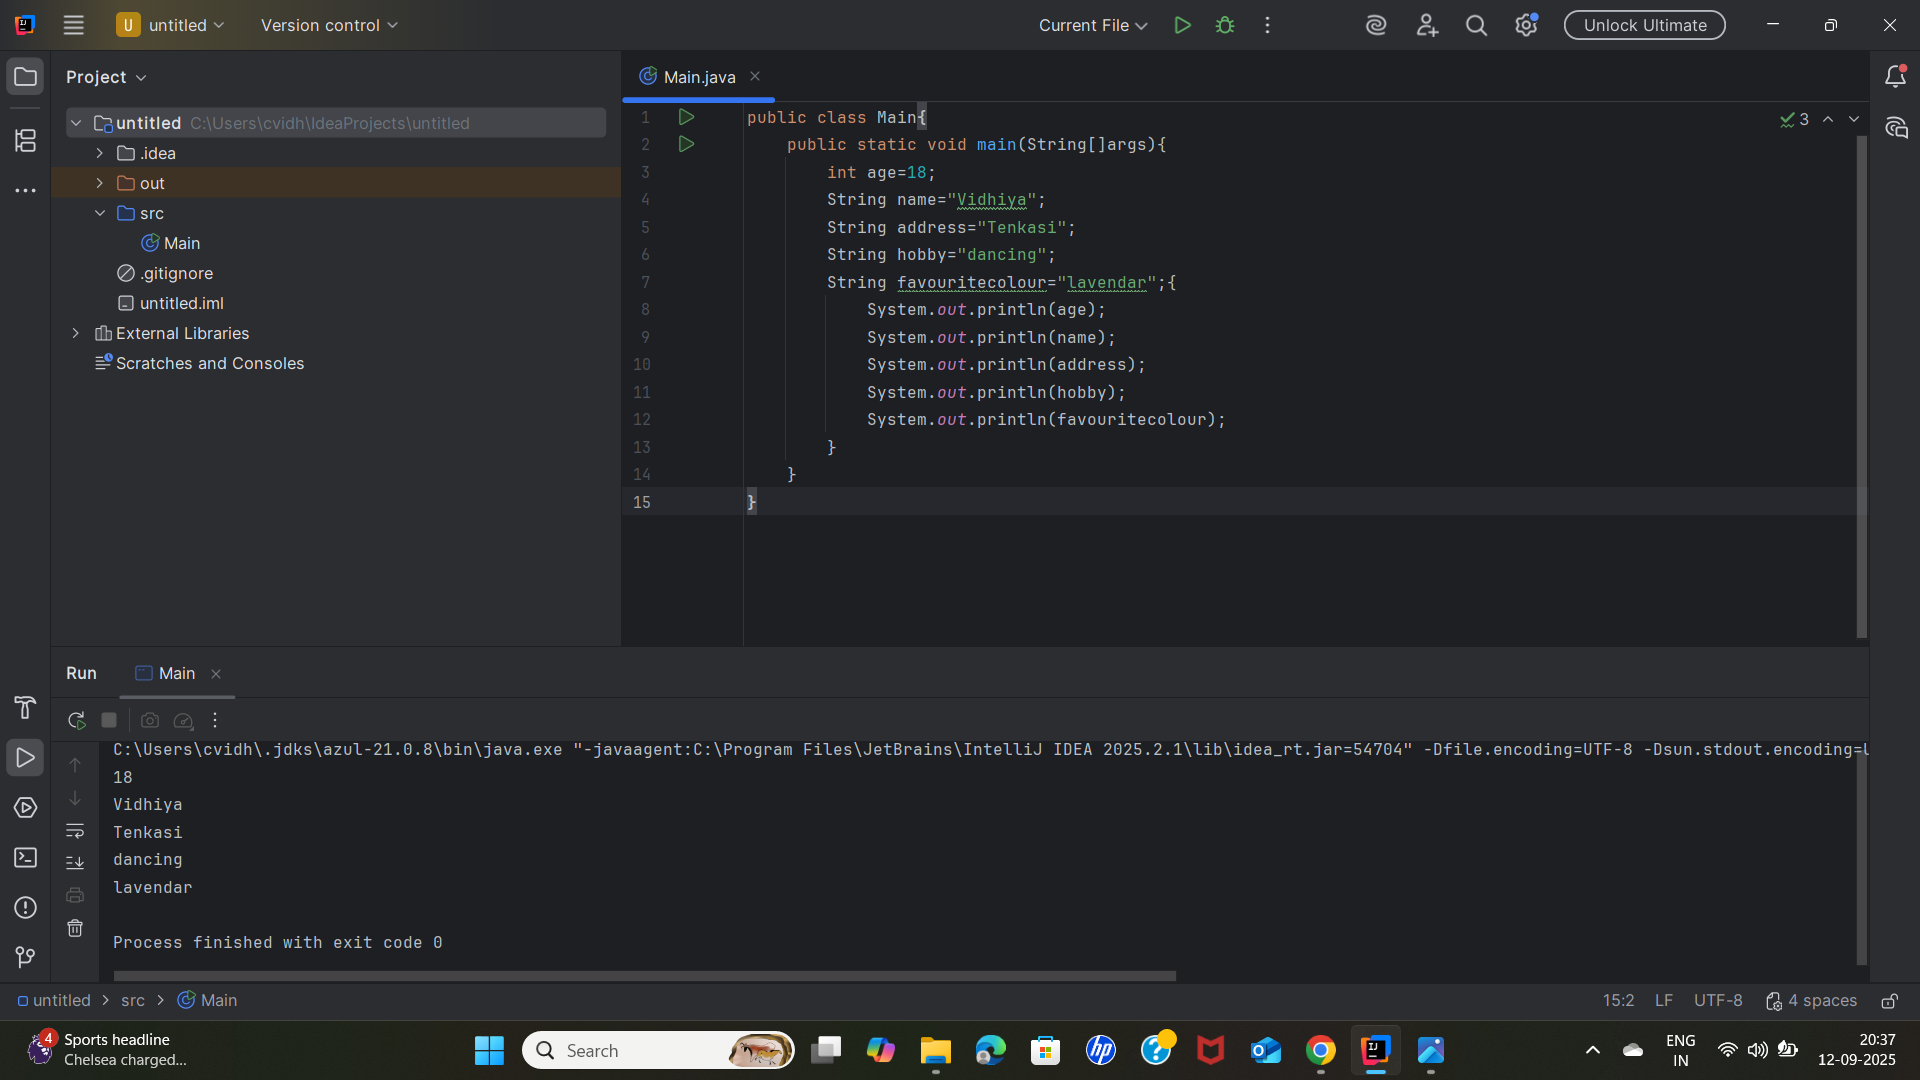 U untitled Version control Current File Unlock Ultimate
Project Main.java
untitled C:\Users\cvidh\IdeaProjects\untitled
.idea
out
src
Main
.gitignore
untitled.iml
External Libraries
Scratches and Consoles
3
1 public class Main{
2     public static void main(String[]args){
3         int age=18;
4         String name="Vidhiya";
5         String address="Tenkasi";
6         String hobby="dancing";
7         String favouritecolour="lavendar";{
8             System.out.println(age);
9             System.out.println(name);
10             System.out.println(address);
11             System.out.println(hobby);
12             System.out.println(favouritecolour);
13         }
14     }
15 }
Run Main
C:\Users\cvidh\.jdks\azul-21.0.8\bin\java.exe "-javaagent:C:\Program Files\JetBrains\IntelliJ IDEA 2025.2.1\lib\idea_rt.jar=54704" -Dfile.encoding=UTF-8 -Dsun.stdout.encoding=
18
Vidhiya
Tenkasi
dancing
lavendar
Process finished with exit code 0
untitled > src > Main 15:2 LF UTF-8 4 spaces
4 Sports headline
Chelsea charged...
Search
ENG
IN
20:37
12-09-2025